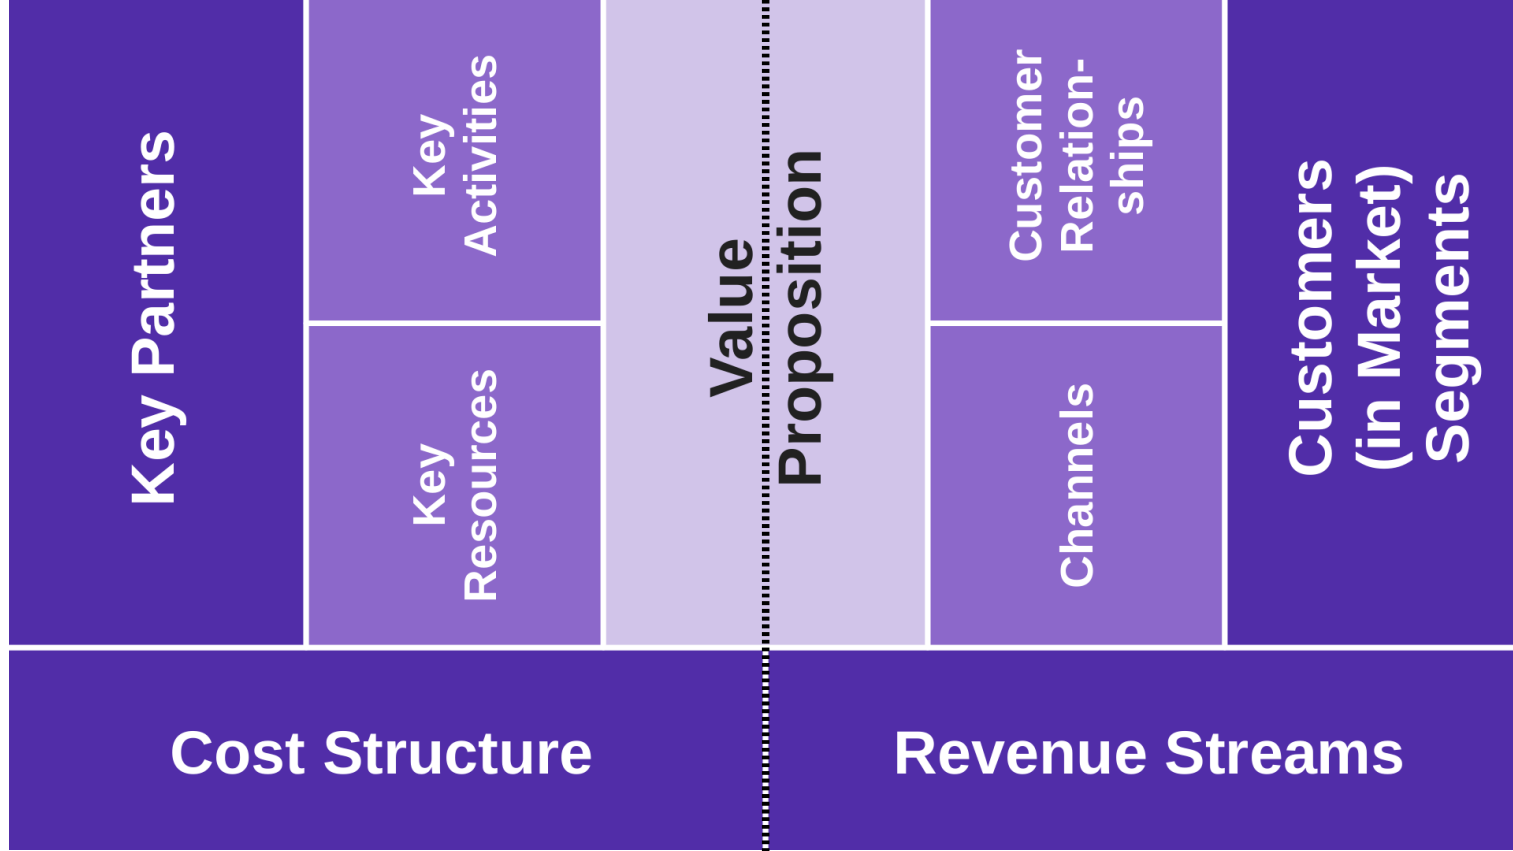 Key Partners
Key
Activities
Key
Resources
Value
Proposition
Customer
Relation-
ships
Channels
Customers
(in Market)
Segments
Cost Structure
Revenue Streams